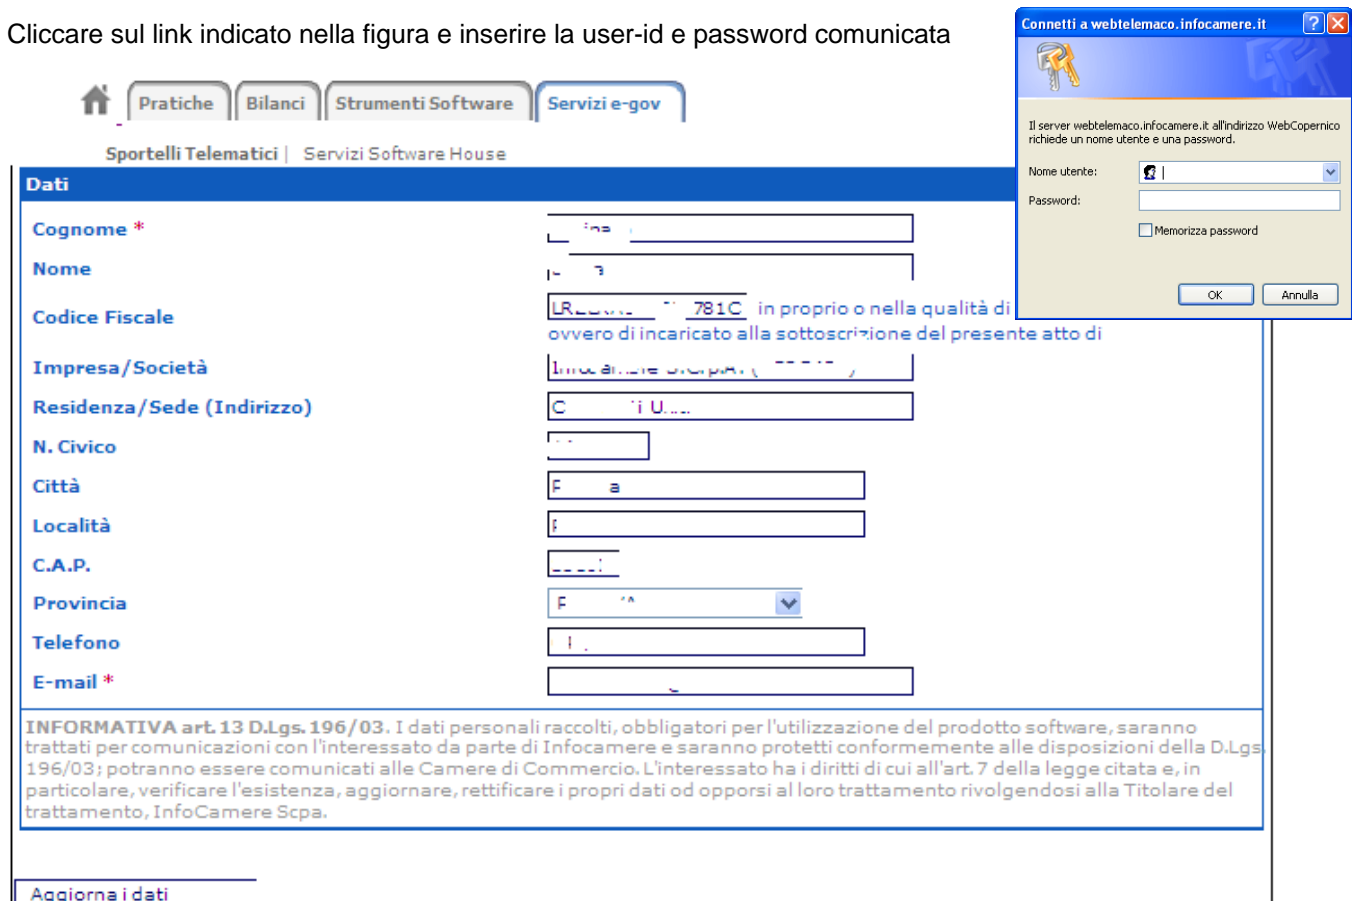 Cliccare sul link indicato nella figura e inserire la user-id e password comunicata
Connetti a webtelemaco.infocamere.it
Il server webtelemaco.infocamere.it all'indirizzo WebCopernico
richiede un nome utente e una password.
Nome utente:
Password:
Memorizza password
OK Annulla
Pratiche Bilanci Strumenti Software Servizi e-gov
Sportelli Telematici | Servizi Software House
Dati
Cognome *
Nome
Codice Fiscale 781C in proprio o nella qualità di
ovvero di incaricato alla sottoscrizione del presente atto di
Impresa/Società
Residenza/Sede (Indirizzo)
N. Civico
Città
Località
C.A.P.
Provincia
Telefono
E-mail *
INFORMATIVA art. 13 D.Lgs. 196/03. I dati personali raccolti, obbligatori per l'utilizzazione del prodotto software, saranno
trattati per comunicazioni con l'interessato da parte di Infocamere e saranno protetti conformemente alle disposizioni della D.Lgs.
196/03; potranno essere comunicati alle Camere di Commercio. L'interessato ha i diritti di cui all'art. 7 della legge citata e, in
particolare, verificare l'esistenza, aggiornare, rettificare i propri dati od opporsi al loro trattamento rivolgendosi alla Titolare del
trattamento, InfoCamere Scpa.
Aggiorna i dati